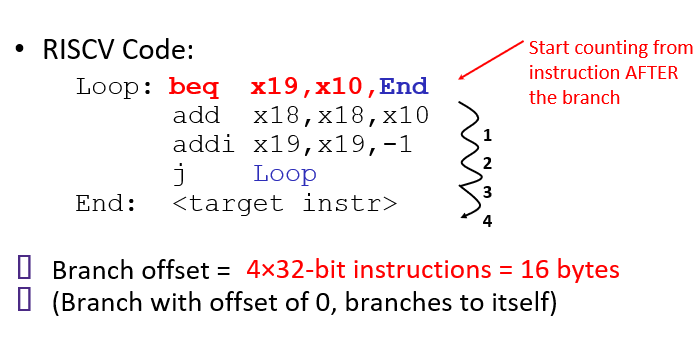 • RISCV Code:
Start counting from
instruction AFTER
the branch
Loop: beq x19,x10,End
add x18,x18,x10
addi x19,x19,-1
j Loop
End: <target instr>
1
2
3
4
Branch offset = 4×32-bit instructions = 16 bytes
(Branch with offset of 0, branches to itself)